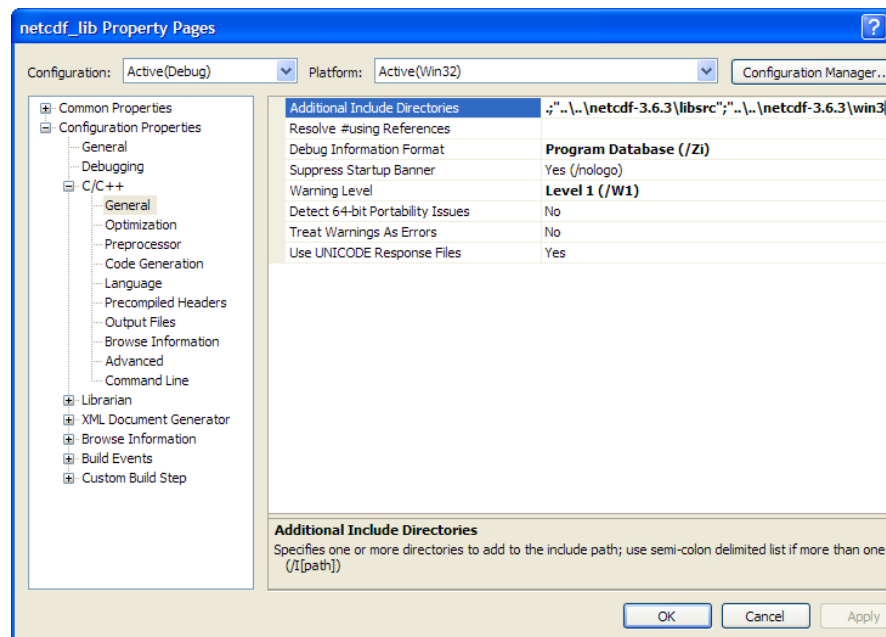 netcdf_lib Property Pages
?
Configuration: Active(Debug) Platform: Active(Win32) Configuration Manager..
Common Properties
Configuration Properties
General
Debugging
C/C++
General
Optimization
Preprocessor
Code Generation
Language
Precompiled Headers
Output Files
Browse Information
Advanced
Command Line
Librarian
XML Document Generator
Browse Information
Build Events
Custom Build Step
Additional Include Directories .;"..\..\netcdf-3.6.3\libsrc";"..\..\netcdf-3.6.3\win3
Resolve #using References
Debug Information Format Program Database (/Zi)
Suppress Startup Banner Yes (/nologo)
Warning Level Level 1 (/W1)
Detect 64-bit Portability Issues No
Treat Warnings As Errors No
Use UNICODE Response Files Yes
Additional Include Directories
Specifies one or more directories to add to the include path; use semi-colon delimited list if more than one
(/I[path])
OK Cancel Apply